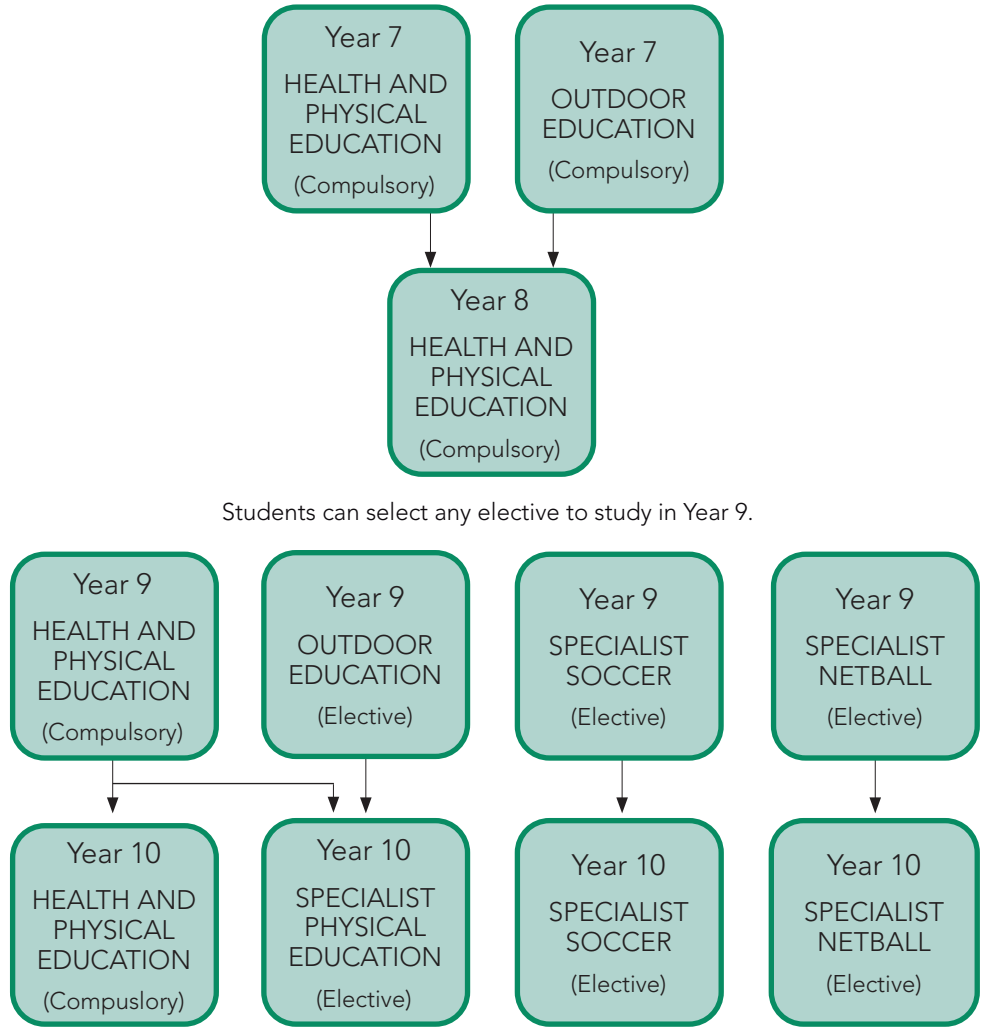 Year 7
HEALTH AND
PHYSICAL
EDUCATION
(Compulsory)
Year 7
OUTDOOR
EDUCATION
(Compulsory)
Year 8
HEALTH AND
PHYSICAL
EDUCATION
(Compulsory)
Students can select any elective to study in Year 9.
Year 9
HEALTH AND
PHYSICAL
EDUCATION
(Compulsory)
Year 9
OUTDOOR
EDUCATION
(Elective)
Year 9
SPECIALIST
SOCCER
(Elective)
Year 9
SPECIALIST
NETBALL
(Elective)
Year 10
HEALTH AND
PHYSICAL
EDUCATION
(Compuslory)
Year 10
SPECIALIST
PHYSICAL
EDUCATION
(Elective)
Year 10
SPECIALIST
SOCCER
(Elective)
Year 10
SPECIALIST
NETBALL
(Elective)